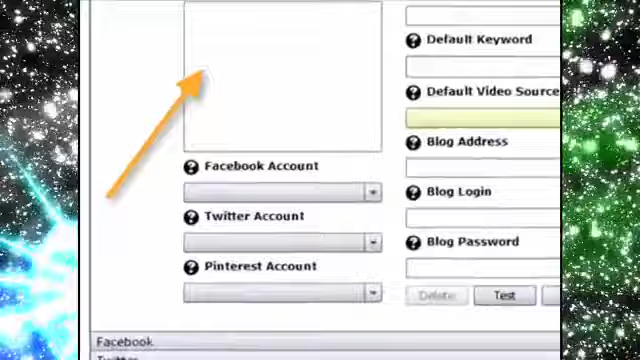 Default Keyword
Default Video Source
Blog Address
Facebook Account
Blog Login
Twitter Account
Blog Password
Pinterest Account
Delete
Test
Facebook
Twitter